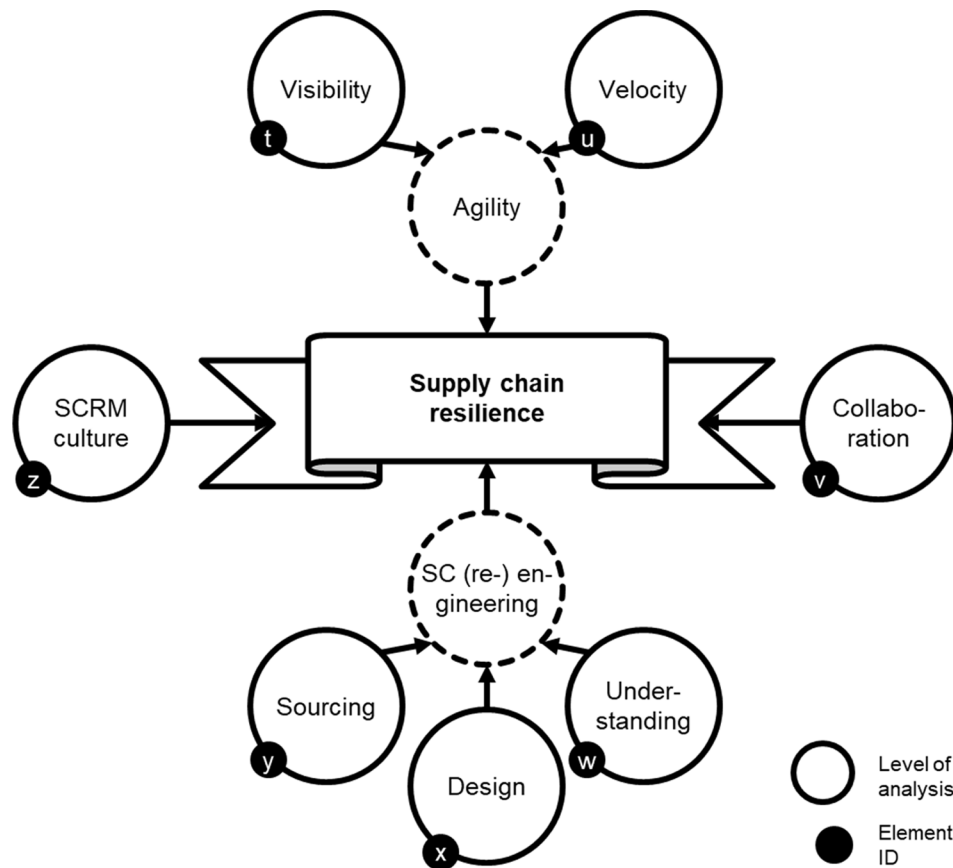 Visibility
t
Velocity
u
Agility
SCRM
culture
z
Supply chain
resilience
Collabo-
ration
v
SC (re-) en-
gineering
Sourcing
y
Design
x
Under-
standing
w
Level of
analysis
Element
ID